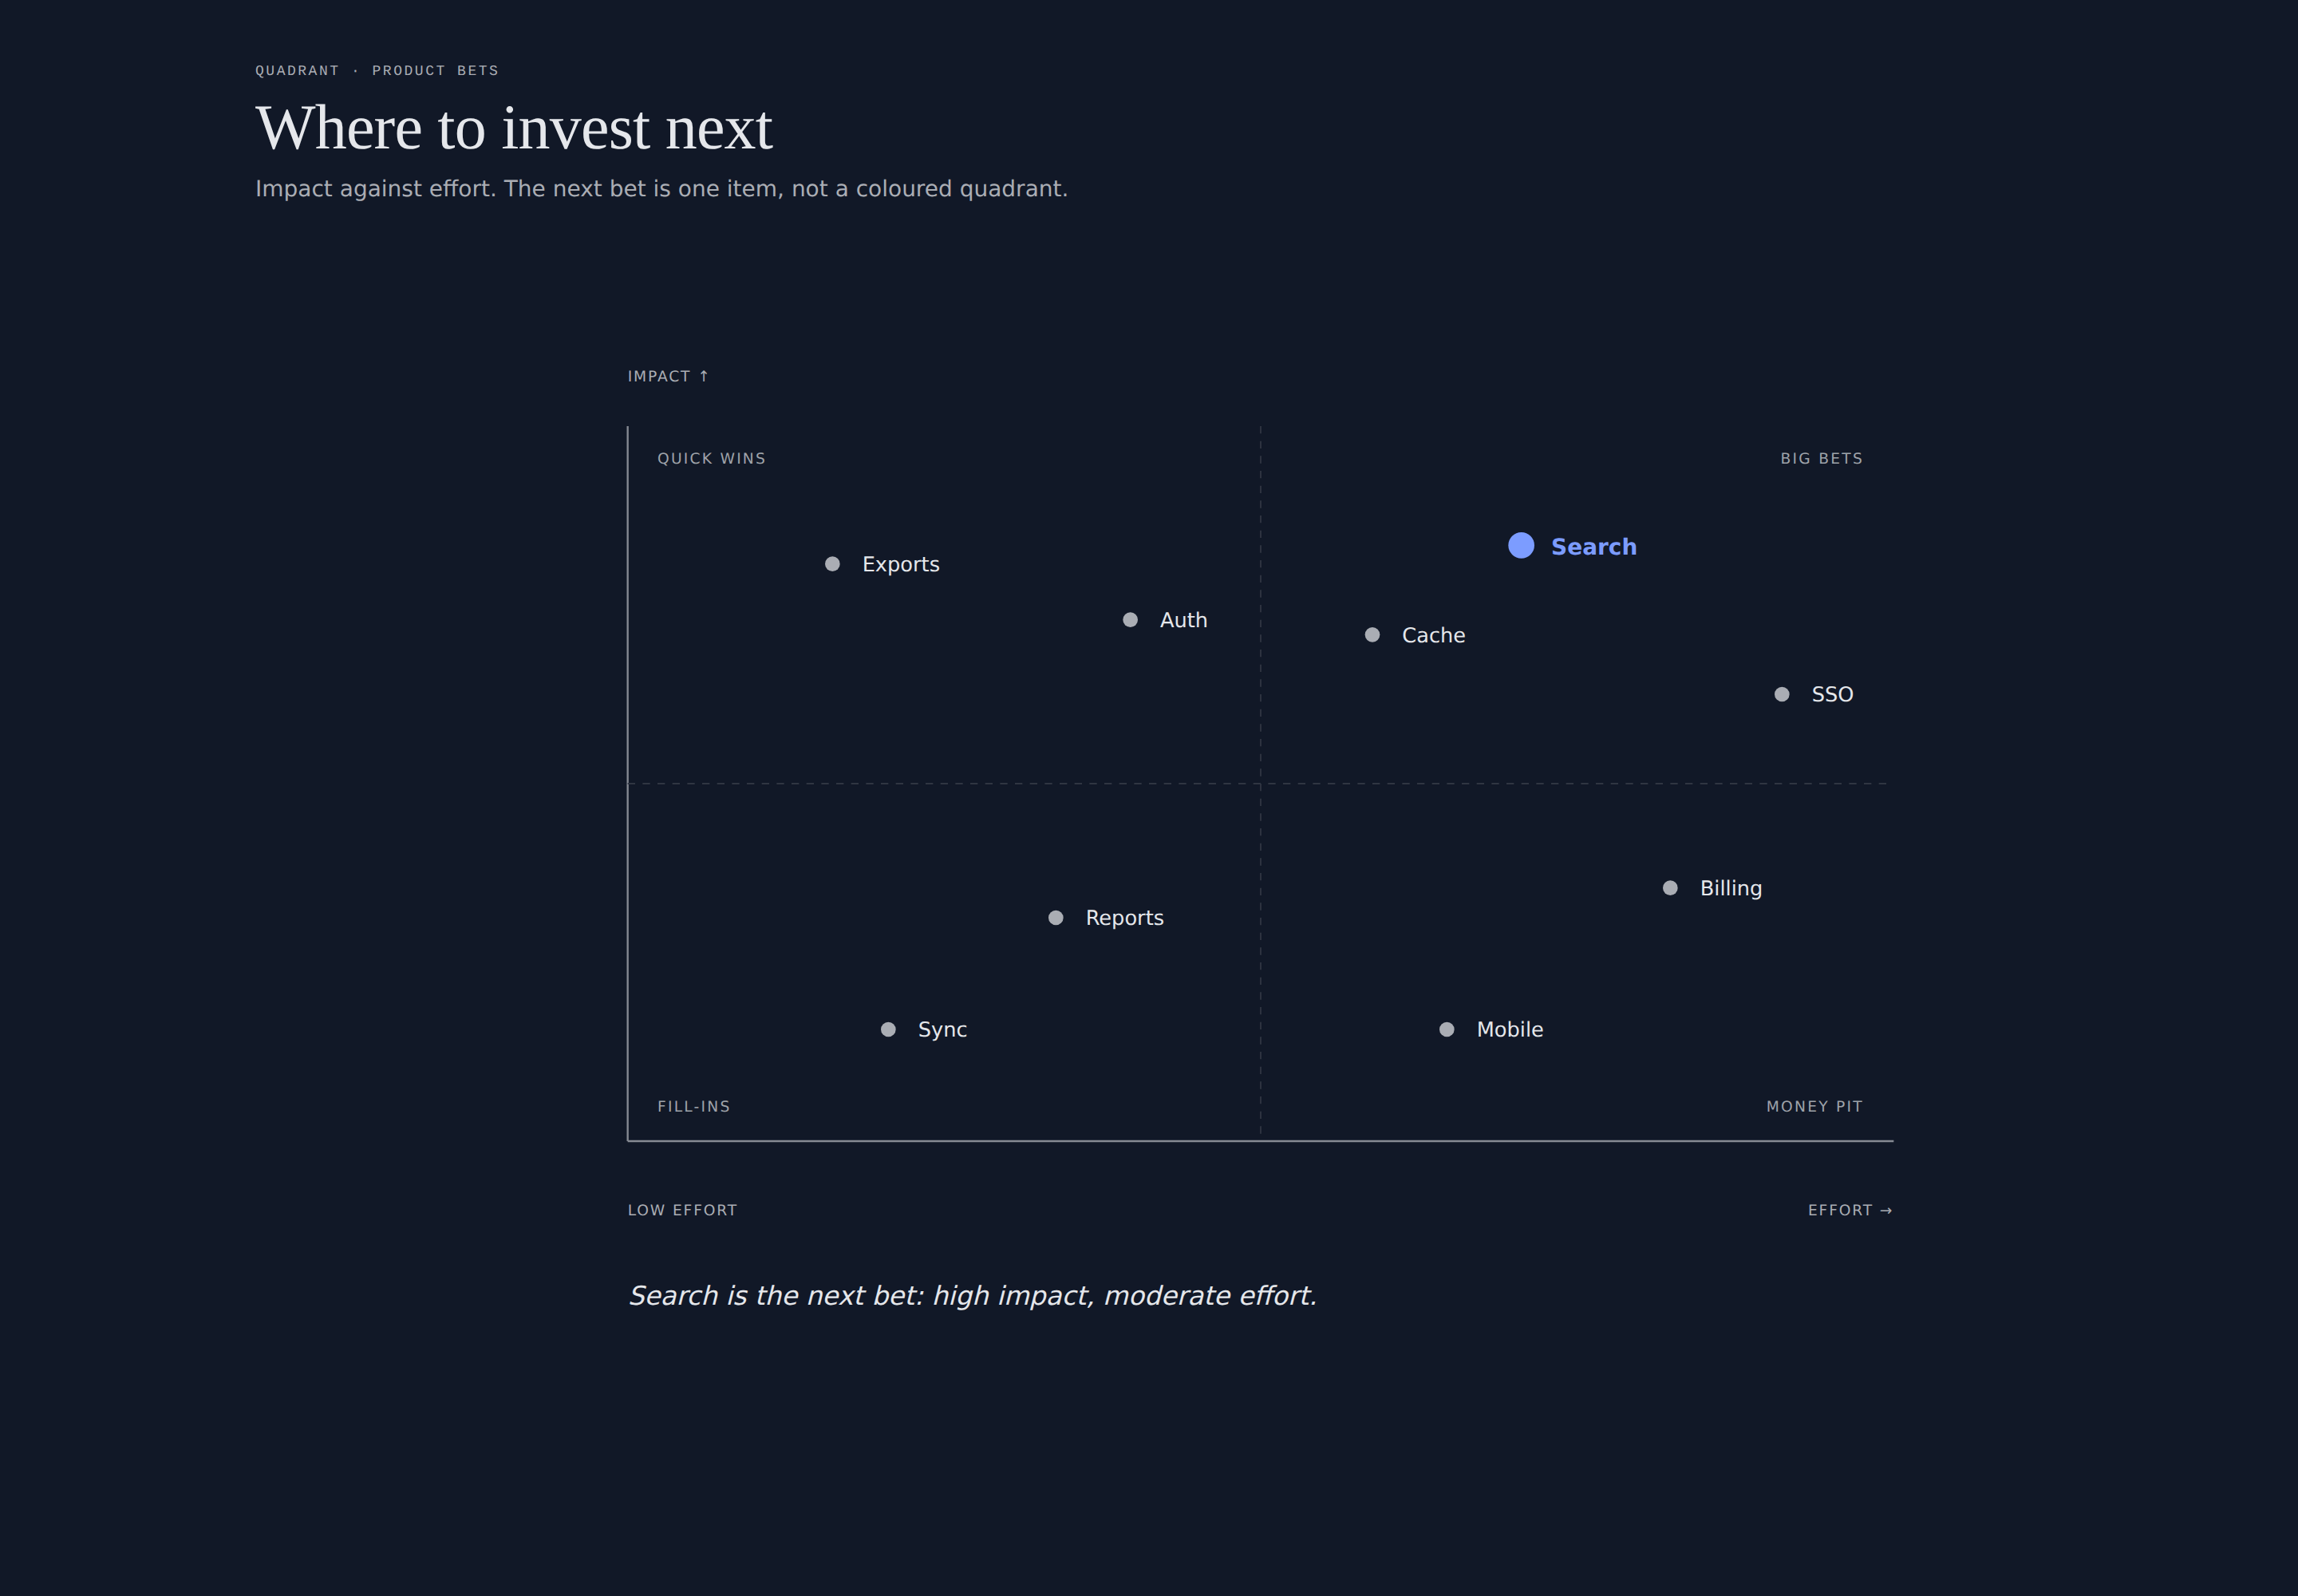 QUADRANT · PRODUCT BETS
Where to invest next
Impact against effort. The next bet is one item, not a coloured quadrant.
IMPACT ↑
QUICK WINS
BIG BETS
Search
Exports
Auth
Cache
SSO
Billing
Reports
Sync
Mobile
FILL-INS
MONEY PIT
LOW EFFORT
EFFORT →
Search is the next bet: high impact, moderate effort.